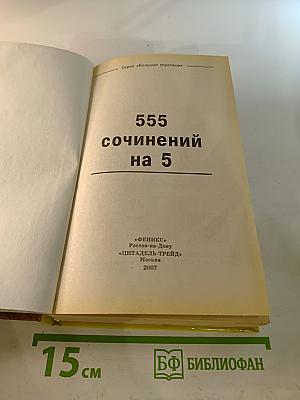 Серия «Большая перемена»
555
сочинений
на 5
«ФЕНИКС»
Ростов-на-Дону
«ЦИТАДЕЛЬ-ТРЕЙД»
Москва
2007
15 см
БФ БИБЛИОФАН